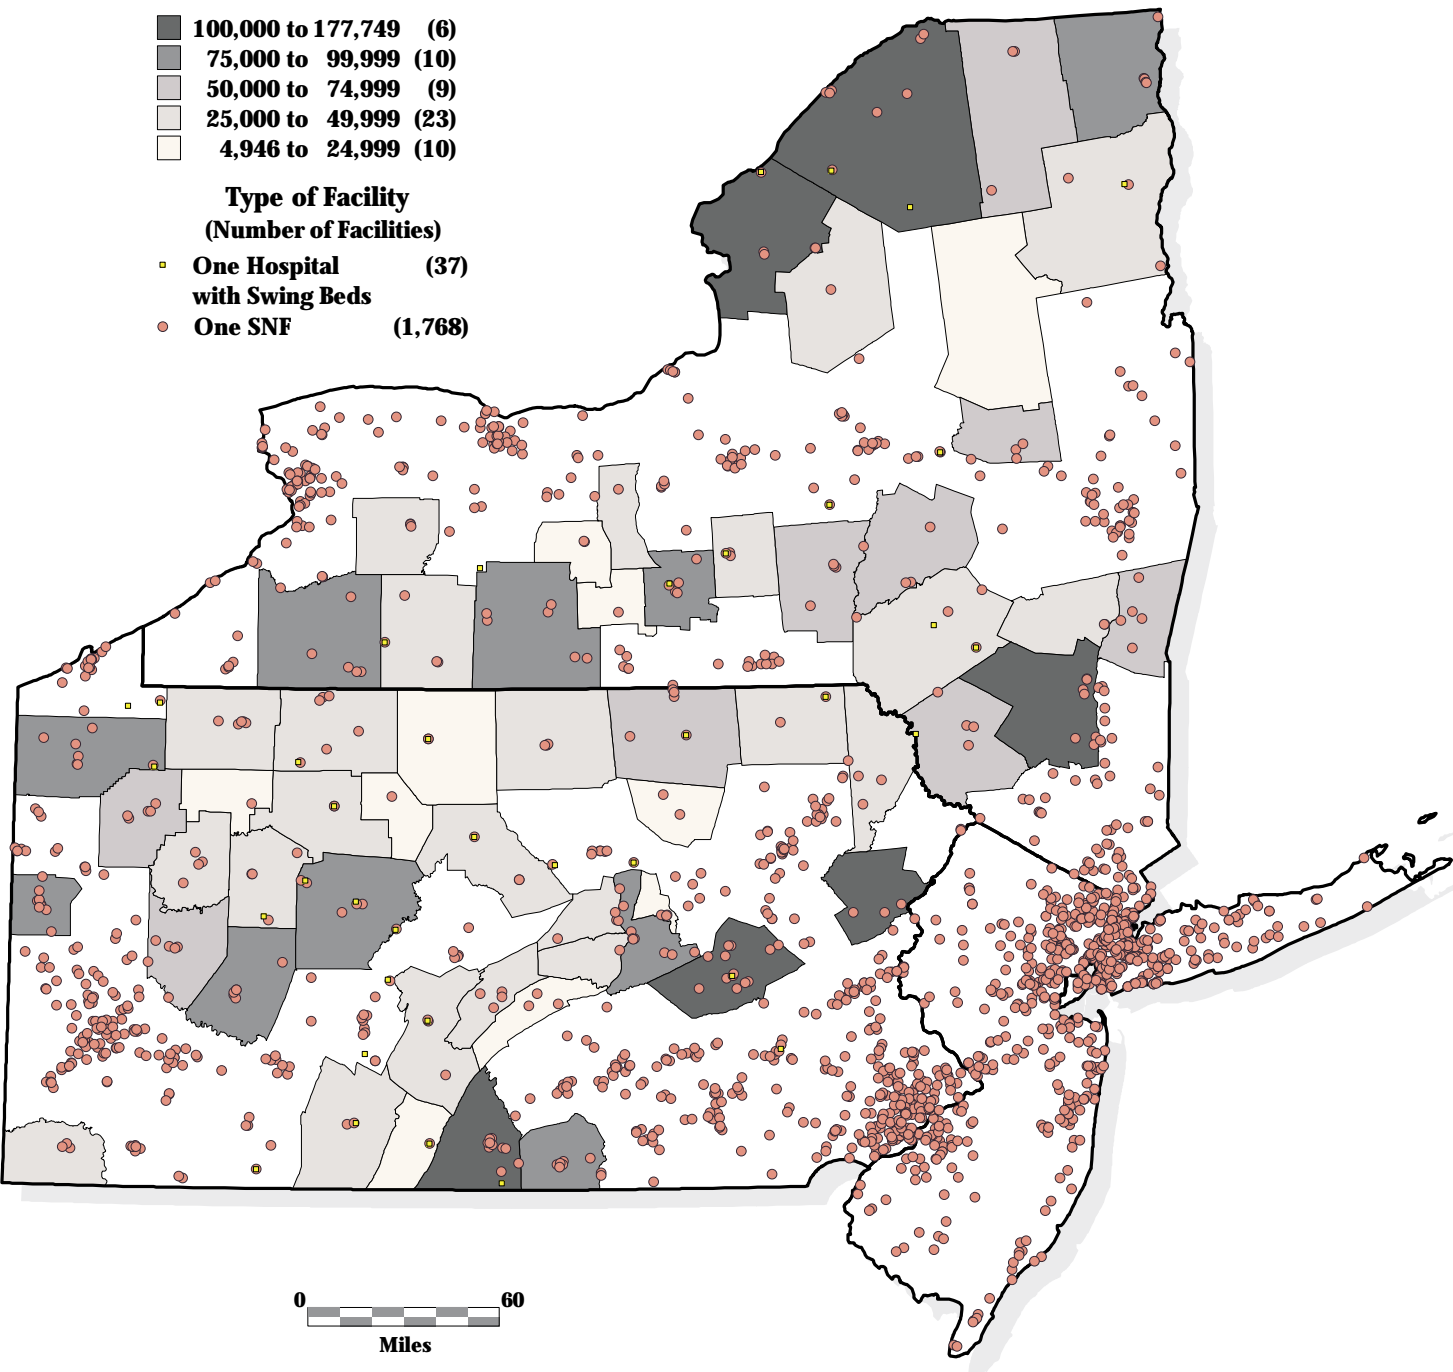 100,000 to 177,749 (6)
75,000 to 99,999 (10)
50,000 to 74,999 (9)
25,000 to 49,999 (23)
4,946 to 24,999 (10)
Type of Facility
(Number of Facilities)
One Hospital (37)
with Swing Beds
One SNF (1,768)
0 60
Miles